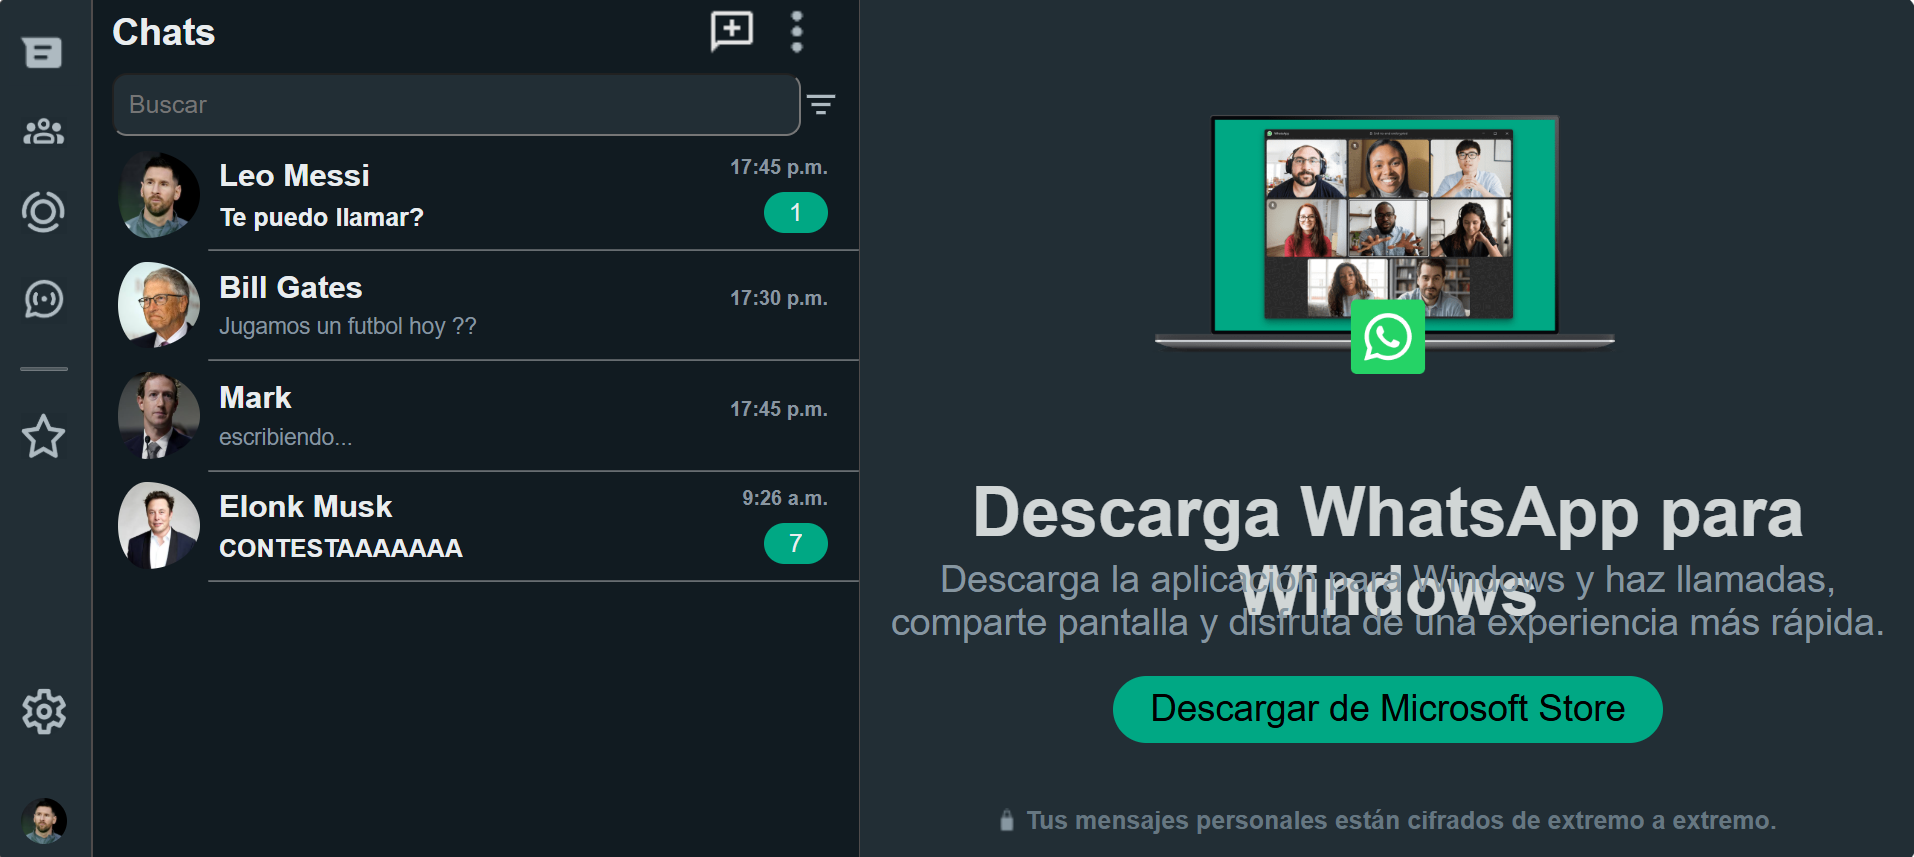 Chats
Buscar
Leo Messi
17:45 p.m.
Te puedo llamar?
1
Bill Gates
17:30 p.m.
Jugamos un futbol hoy ??
Mark
17:45 p.m.
escribiendo...
Elonk Musk
9:26 a.m.
CONTESTAAAAAAA
7
Descarga WhatsApp para
Windows
Descarga la aplicación para Windows y haz llamadas,
comparte pantalla y disfruta de una experiencia más rápida.
Descargar de Microsoft Store
Tus mensajes personales están cifrados de extremo a extremo.